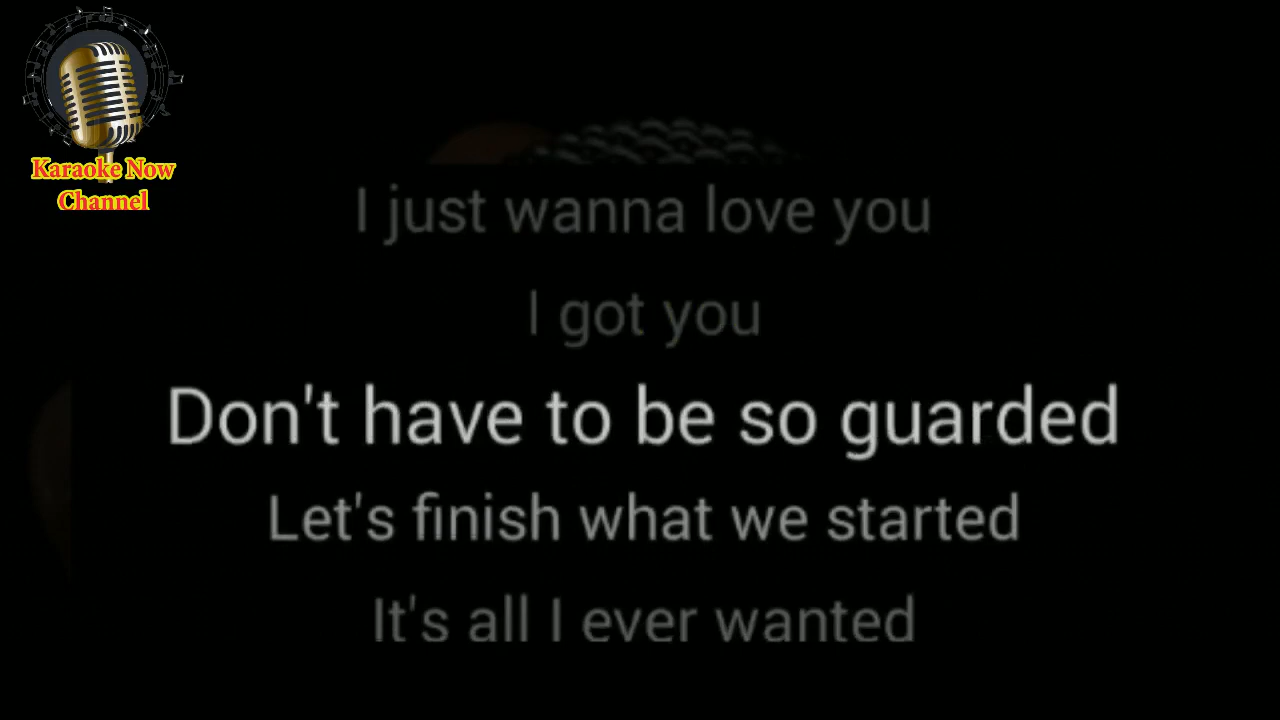 Karaoke Now
Channel
I just wanna love you
I got you
Don't have to be so guarded
Let's finish what we started
It's all I ever wanted